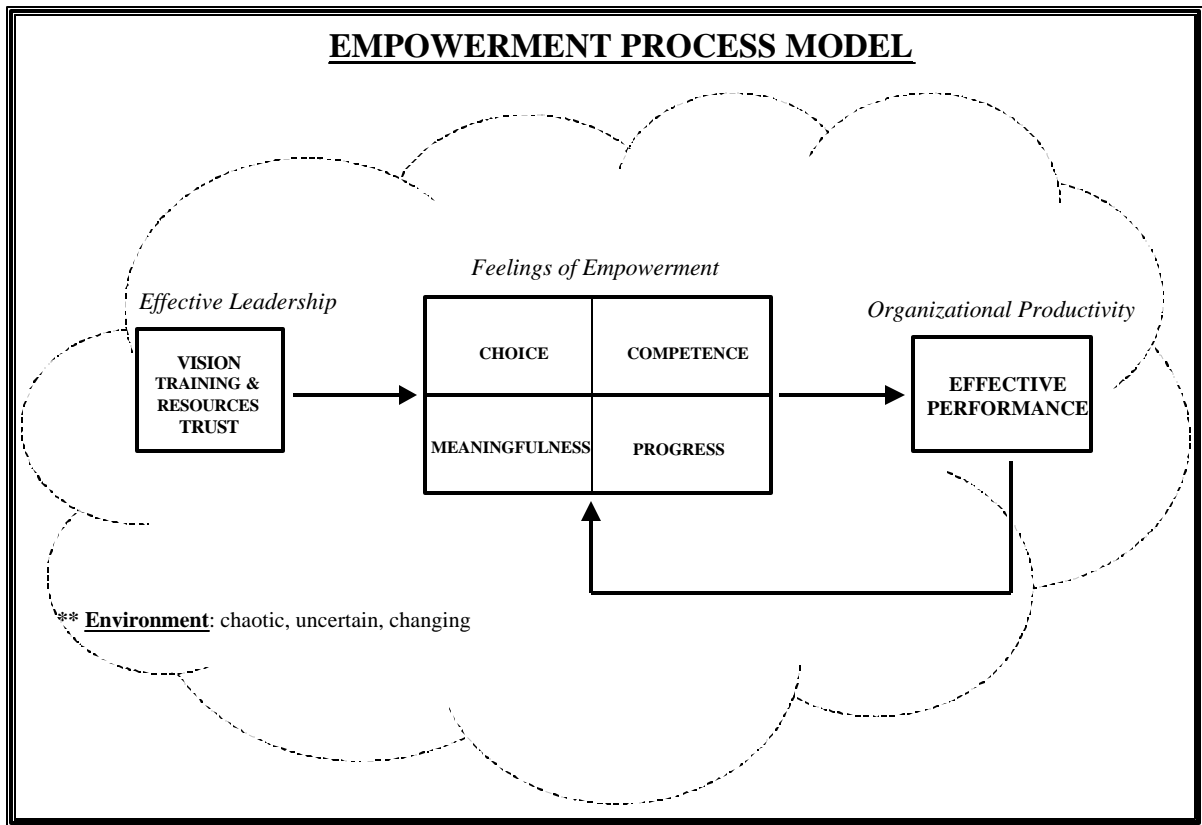 EMPOWERMENT PROCESS MODEL
Effective Leadership
VISION
TRAINING &
RESOURCES
TRUST
Feelings of Empowerment
CHOICE
COMPETENCE
MEANINGFULNESS
PROGRESS
Organizational Productivity
EFFECTIVE
PERFORMANCE
** Environment: chaotic, uncertain, changing